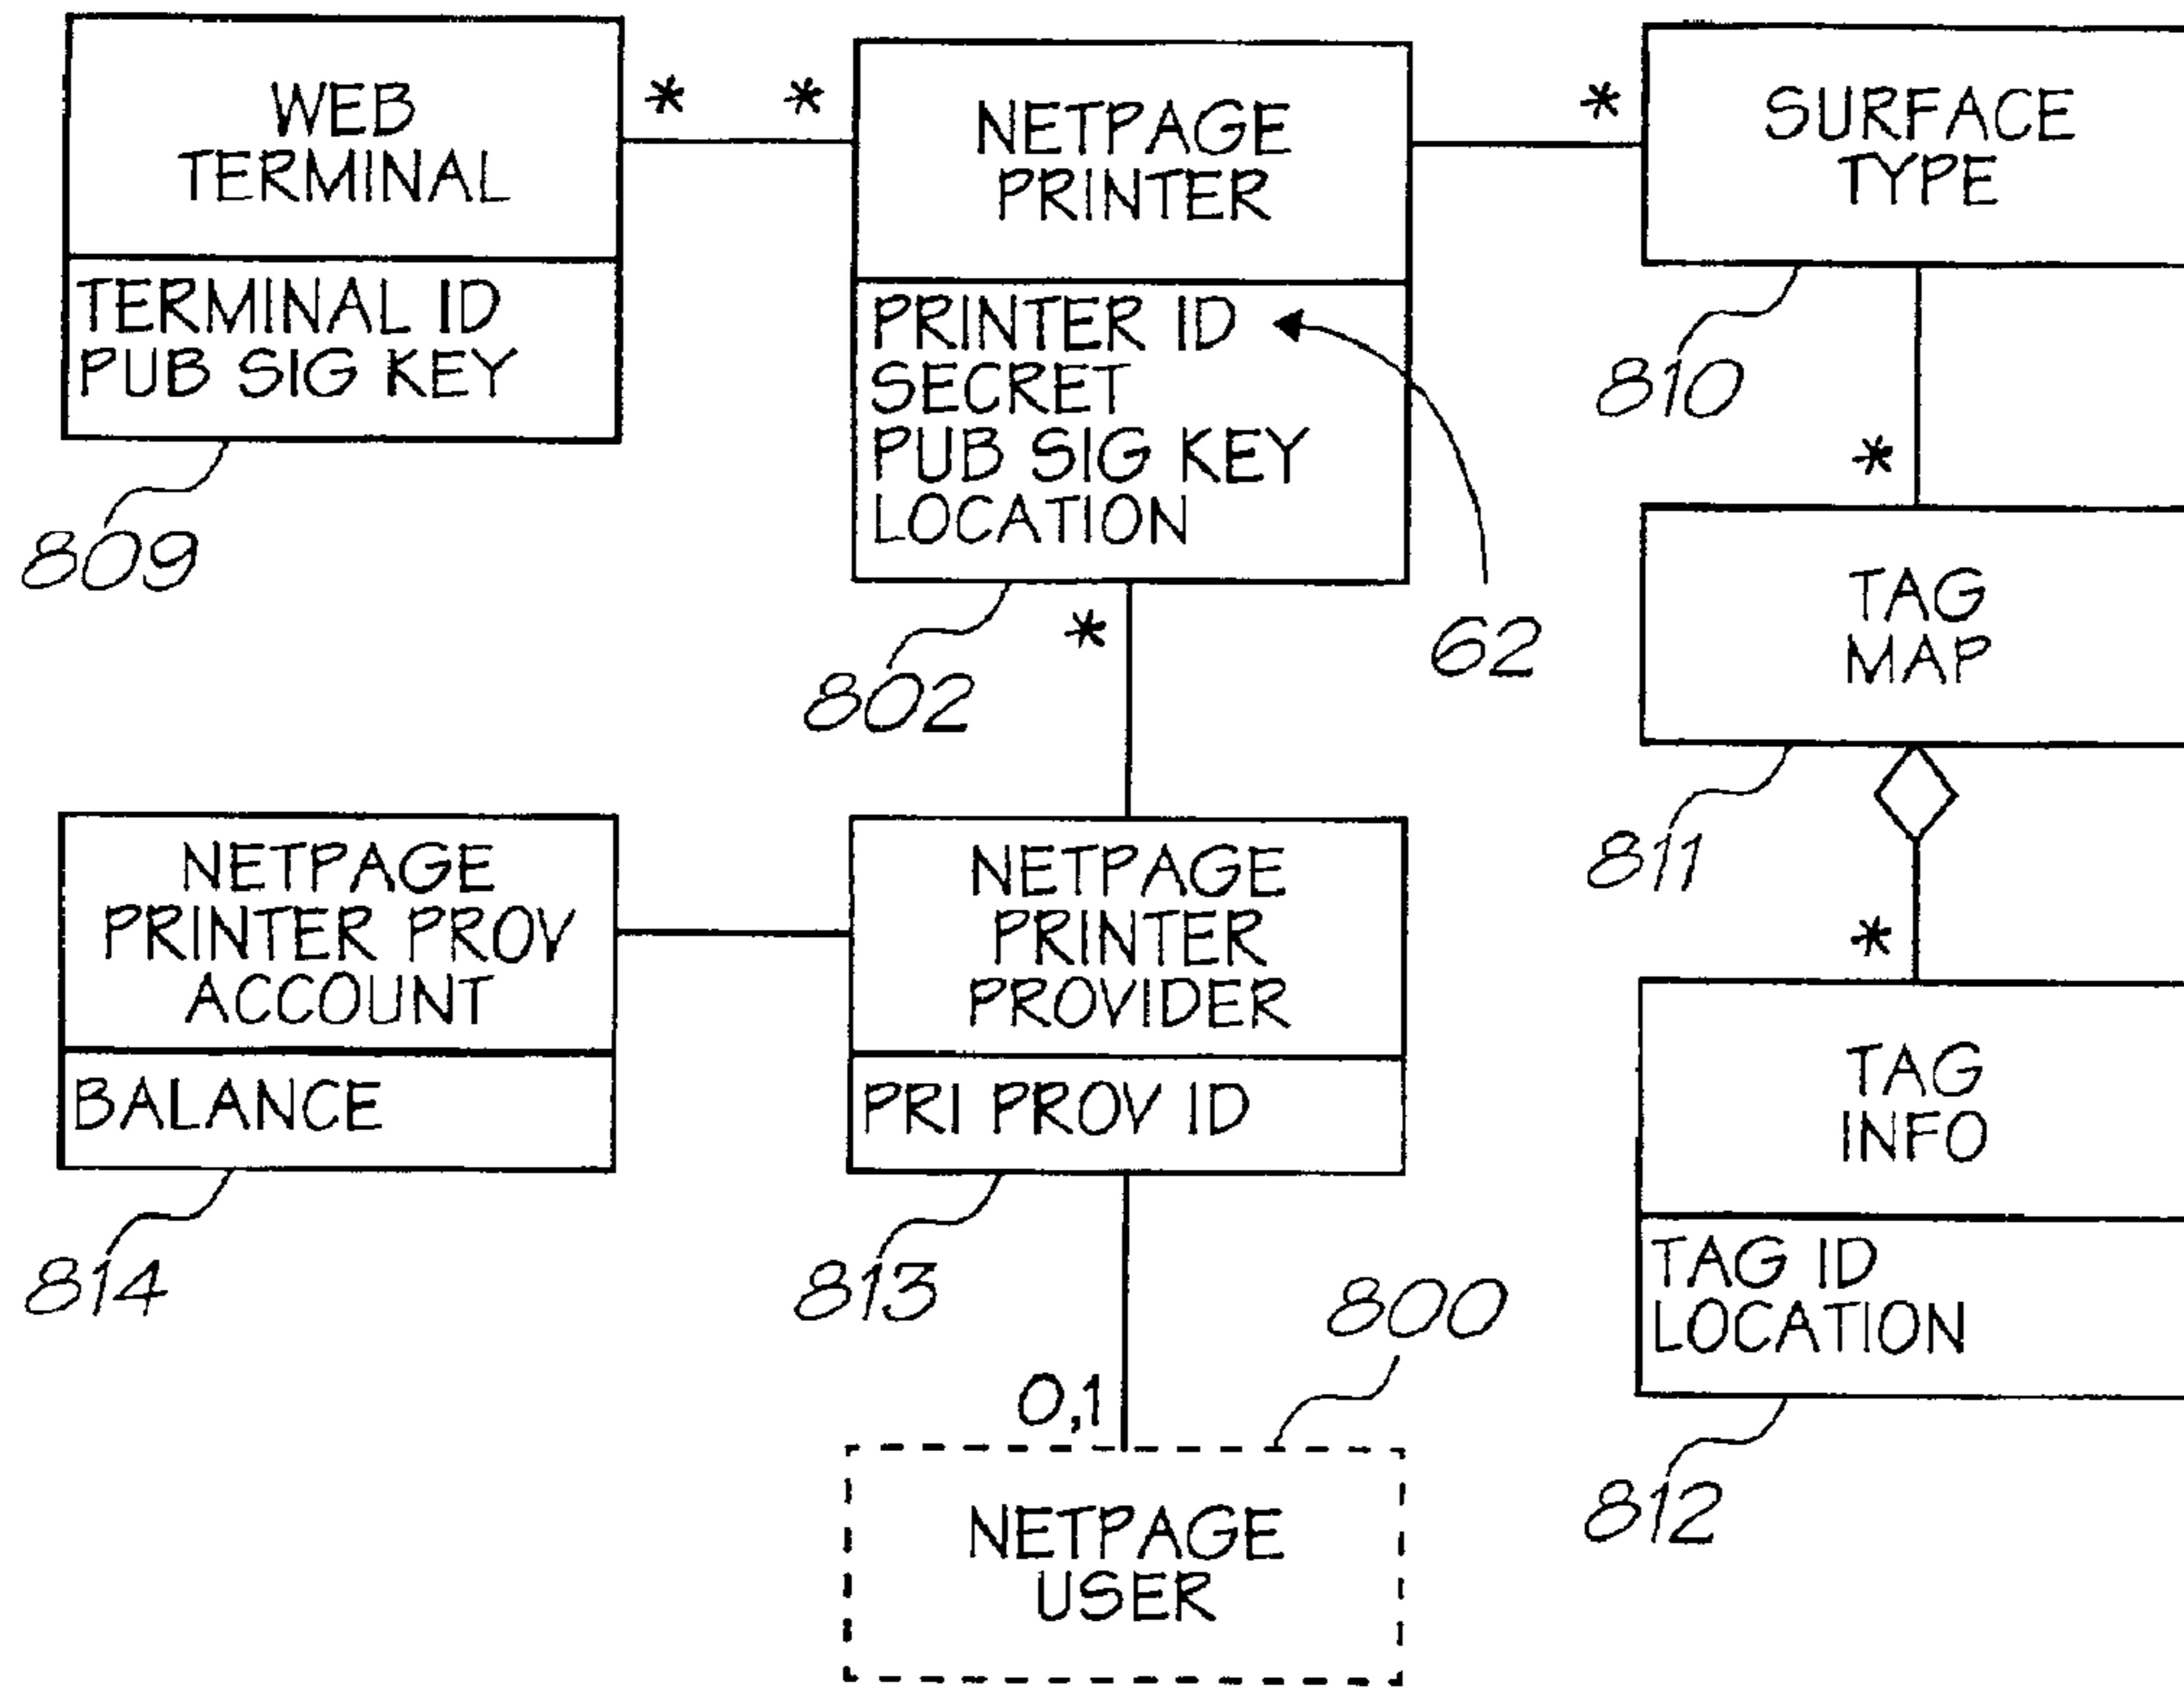 WEB
TERMINAL
TERMINAL ID
PUB SIG KEY
809
*
*
NETPAGE
PRINTER
PRINTER ID
SECRET
PUB SIG KEY
LOCATION
62
802
*
*
SURFACE
TYPE
810
*
TAG
MAP
811
*
TAG
INFO
TAG ID
LOCATION
812
NETPAGE
PRINTER PROV
ACCOUNT
BALANCE
814
NETPAGE
PRINTER
PROVIDER
PRI PROV ID
813
800
0,1
NETPAGE
USER